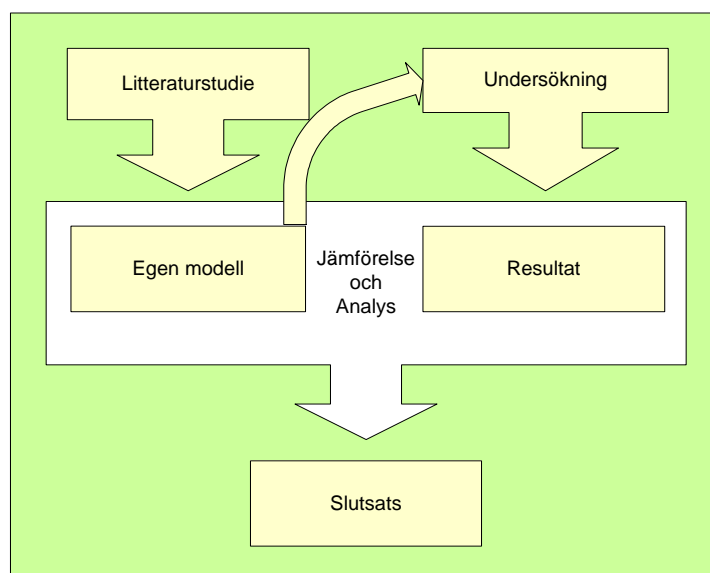 Litteraturstudie
Undersökning
Egen modell
Jämförelse
och
Analys
Resultat
Slutsats